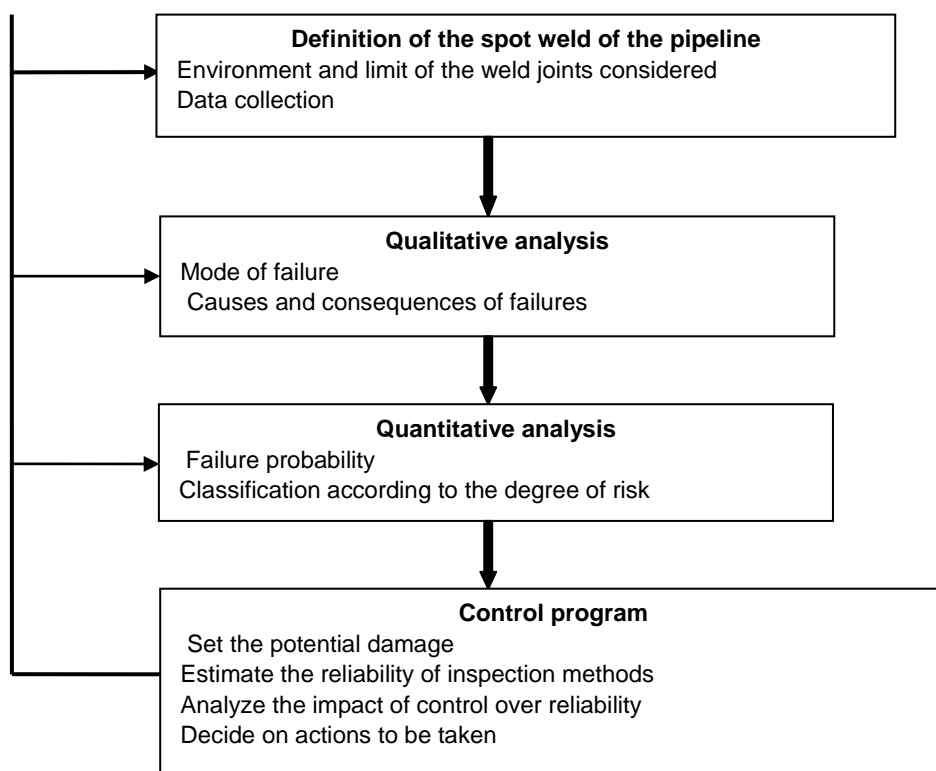 Definition of the spot weld of the pipeline
Environment and limit of the weld joints considered
Data collection
Qualitative analysis
Mode of failure
Causes and consequences of failures
Quantitative analysis
Failure probability
Classification according to the degree of risk
Control program
Set the potential damage
Estimate the reliability of inspection methods
Analyze the impact of control over reliability
Decide on actions to be taken